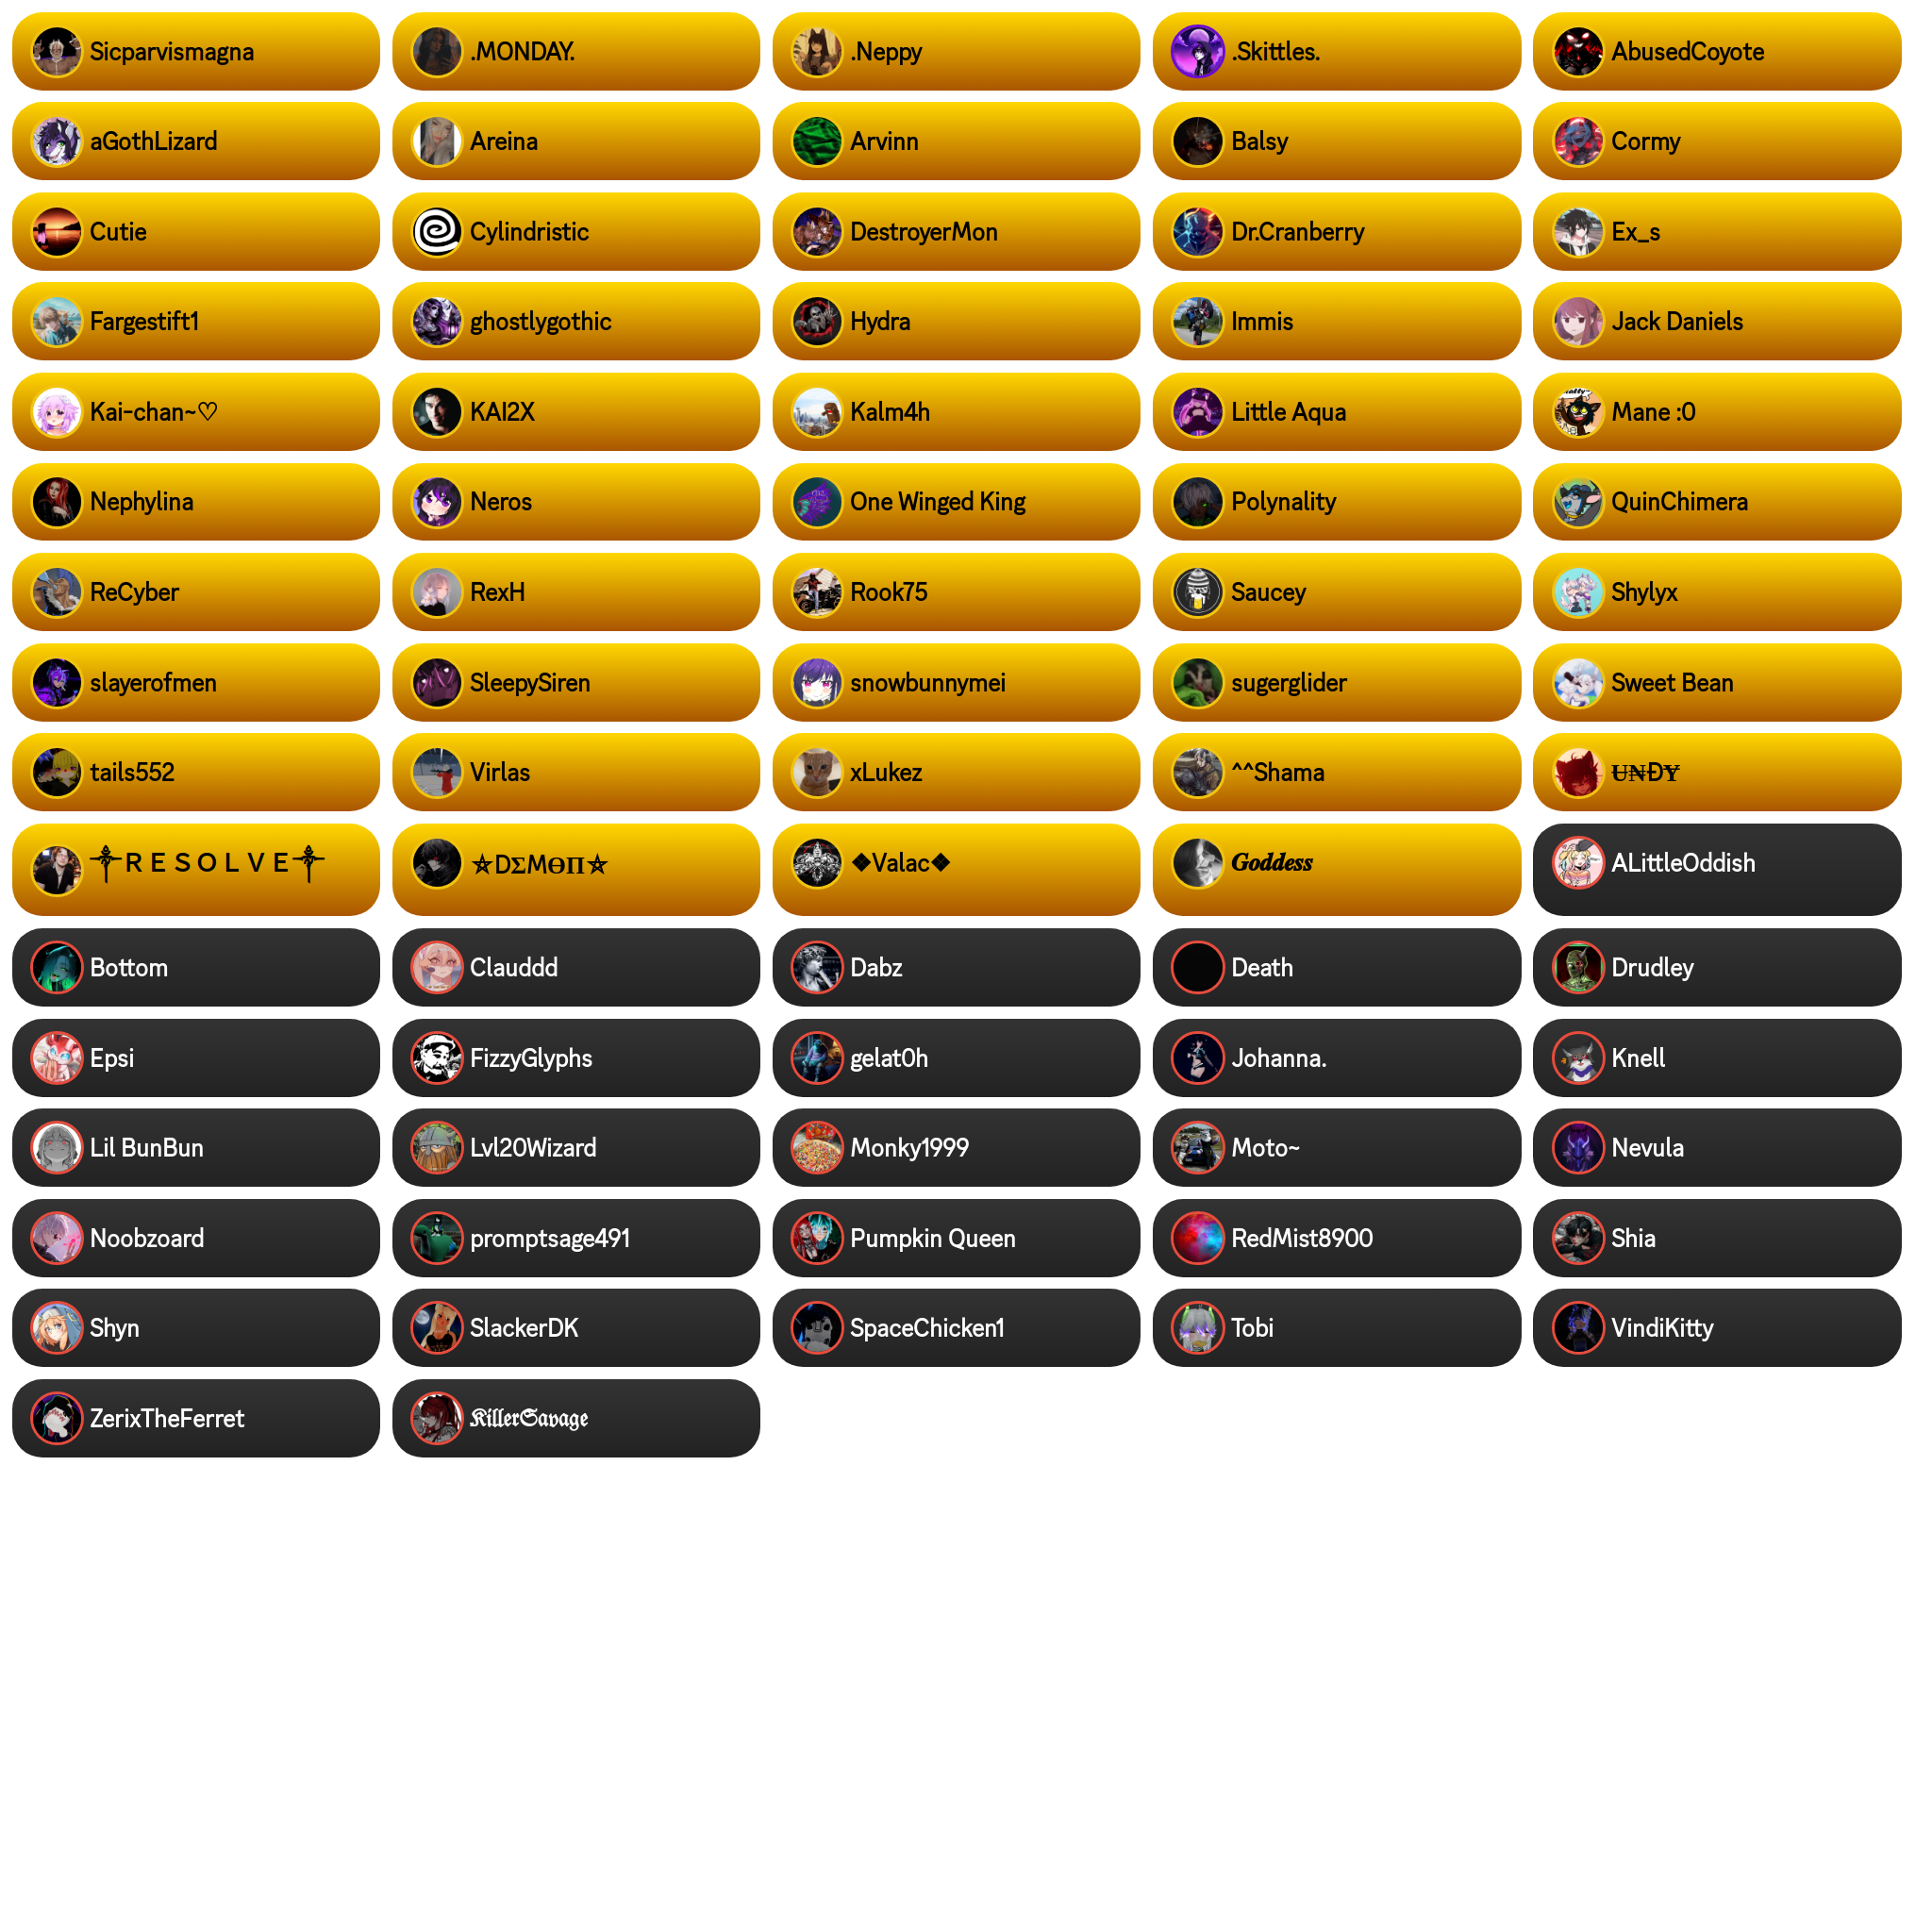 Sicparvismagna
.MONDAY.
.Neppy
.Skittles.
AbusedCoyote
aGothLizard
Areina
Arvinn
Balsy
Cormy
Cutie
Cylindristic
DestroyerMon
Dr.Cranberry
Ex_s
Fargestift1
ghostlygothic
Hydra
Immis
Jack Daniels
Kai-chan~♡
KAI2X
Kalm4h
Little Aqua
Mane :0
Nephylina
Neros
One Winged King
Polynality
QuinChimera
ReCyber
RexH
Rook75
Saucey
Shylyx
slayerofmen
SleepySiren
snowbunnymei
sugerglider
Sweet Bean
tails552
Virlas
xLukez
^^Shama
U̶₦ĐɎ
༒ＲＥＳＯＬＶＥ༒
⛤DΣMӨП⛤
❖Valac❖
𝑮𝒐𝒅𝒅𝒆𝒔𝒔
ALittleOddish
Bottom
Clauddd
Dabz
Death
Drudley
Epsi
FizzyGlyphs
gelat0h
Johanna.
Knell
Lil BunBun
Lvl20Wizard
Monky1999
Moto~
Nevula
Noobzoard
promptsage491
Pumpkin Queen
RedMist8900
Shia
Shyn
SlackerDK
SpaceChicken1
Tobi
VindiKitty
ZerixTheFerret
𝕶𝖎𝖑𝖑𝖊𝖗𝕾𝖆𝖛𝖆𝖌𝖊